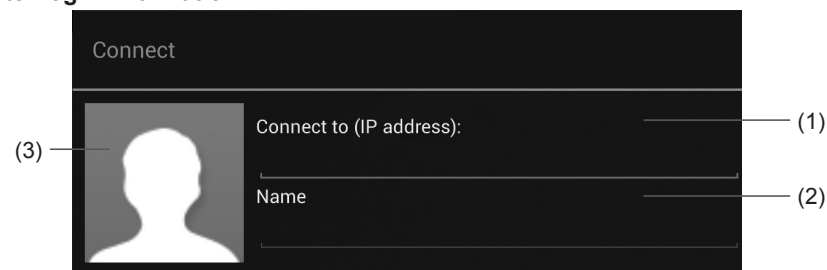 Connect
Connect to (IP address):
(1)
(3)
Name
(2)